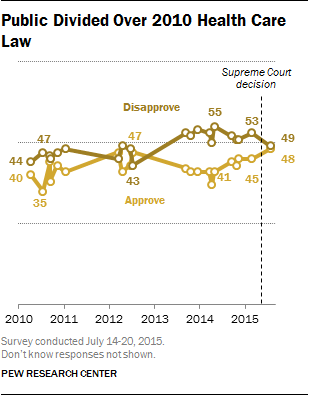 Public Divided Over 2010 Health Care
Law
Supreme Court
decision
Disapprove
55
53
49
47
47
44
48
40
43
41
45
35
Approve
2010 2011 2012 2013 2014 2015
Survey conducted July 14-20, 2015.
Don't know responses not shown.
PEW RESEARCH CENTER